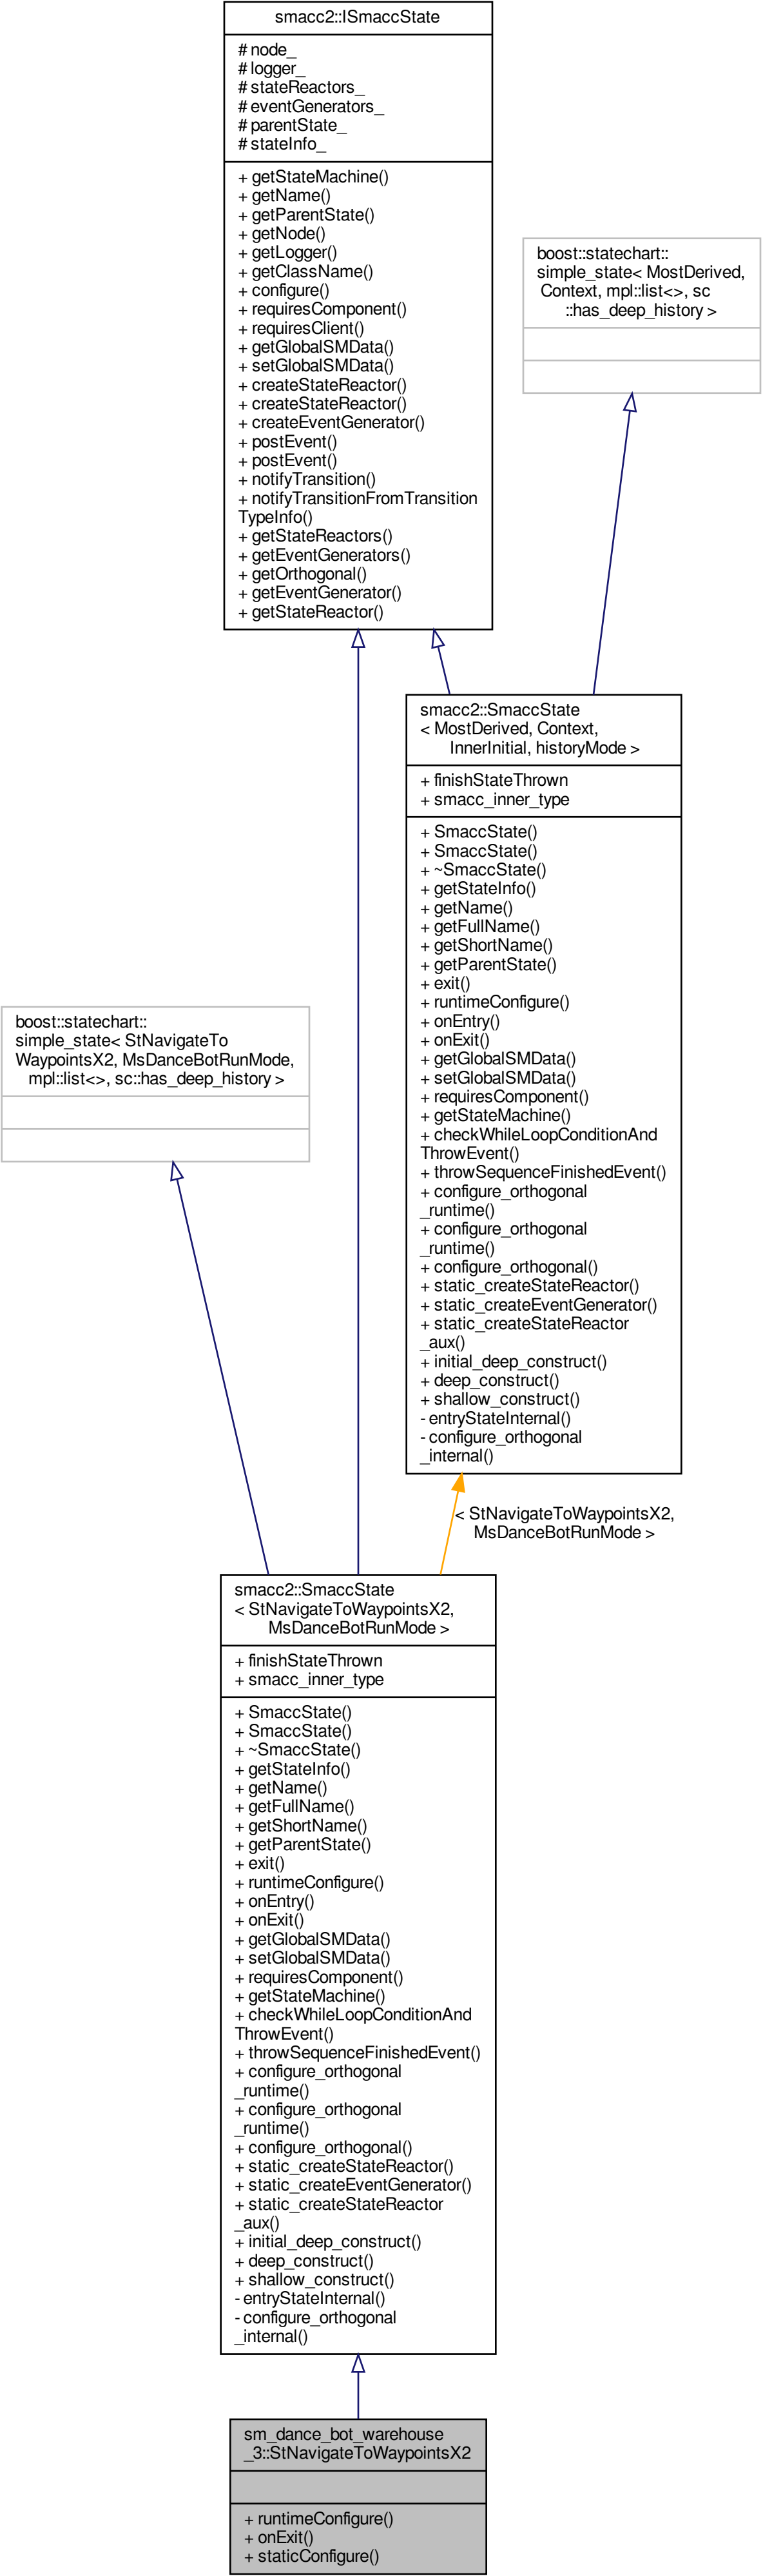 smacc2::ISmaccState
# node_
# logger_
# stateReactors_
# eventGenerators_
# parentState_
# stateInfo_
+ getStateMachine()
+ getName()
+ getParentState()
+ getNode()
+ getLogger()
+ getClassName()
+ configure()
+ requiresComponent()
+ requiresClient()
+ getGlobalSMData()
+ setGlobalSMData()
+ createStateReactor()
+ createStateReactor()
+ createEventGenerator()
+ postEvent()
+ postEvent()
+ notifyTransition()
+ notifyTransitionFromTransition
TypeInfo()
+ getStateReactors()
+ getEventGenerators()
+ getOrthogonal()
+ getEventGenerator()
+ getStateReactor()
boost::statechart::
simple_state< MostDerived,
Context, mpl::list<>, sc
::has_deep_history >
smacc2::SmaccState
< MostDerived, Context,
InnerInitial, historyMode >
+ finishStateThrown
+ smacc_inner_type
+ SmaccState()
+ SmaccState()
+ ~SmaccState()
+ getStateInfo()
+ getName()
+ getFullName()
+ getShortName()
+ getParentState()
+ exit()
+ runtimeConfigure()
+ onEntry()
+ onExit()
+ getGlobalSMData()
+ setGlobalSMData()
+ requiresComponent()
+ getStateMachine()
+ checkWhileLoopConditionAnd
ThrowEvent()
+ throwSequenceFinishedEvent()
+ configure_orthogonal
_runtime()
+ configure_orthogonal
_runtime()
+ configure_orthogonal()
+ static_createStateReactor()
+ static_createEventGenerator()
+ static_createStateReactor
_aux()
+ initial_deep_construct()
+ deep_construct()
+ shallow_construct()
- entryStateInternal()
- configure_orthogonal
_internal()
boost::statechart::
simple_state< StNavigateTo
WaypointsX2, MsDanceBotRunMode,
mpl::list<>, sc::has_deep_history >
< StNavigateToWaypointsX2,
MsDanceBotRunMode >
smacc2::SmaccState
< StNavigateToWaypointsX2,
MsDanceBotRunMode >
+ finishStateThrown
+ smacc_inner_type
+ SmaccState()
+ SmaccState()
+ ~SmaccState()
+ getStateInfo()
+ getName()
+ getFullName()
+ getShortName()
+ getParentState()
+ exit()
+ runtimeConfigure()
+ onEntry()
+ onExit()
+ getGlobalSMData()
+ setGlobalSMData()
+ requiresComponent()
+ getStateMachine()
+ checkWhileLoopConditionAnd
ThrowEvent()
+ throwSequenceFinishedEvent()
+ configure_orthogonal
_runtime()
+ configure_orthogonal
_runtime()
+ configure_orthogonal()
+ static_createStateReactor()
+ static_createEventGenerator()
+ static_createStateReactor
_aux()
+ initial_deep_construct()
+ deep_construct()
+ shallow_construct()
- entryStateInternal()
- configure_orthogonal
_internal()
sm_dance_bot_warehouse
_3::StNavigateToWaypointsX2
+ runtimeConfigure()
+ onExit()
+ staticConfigure()